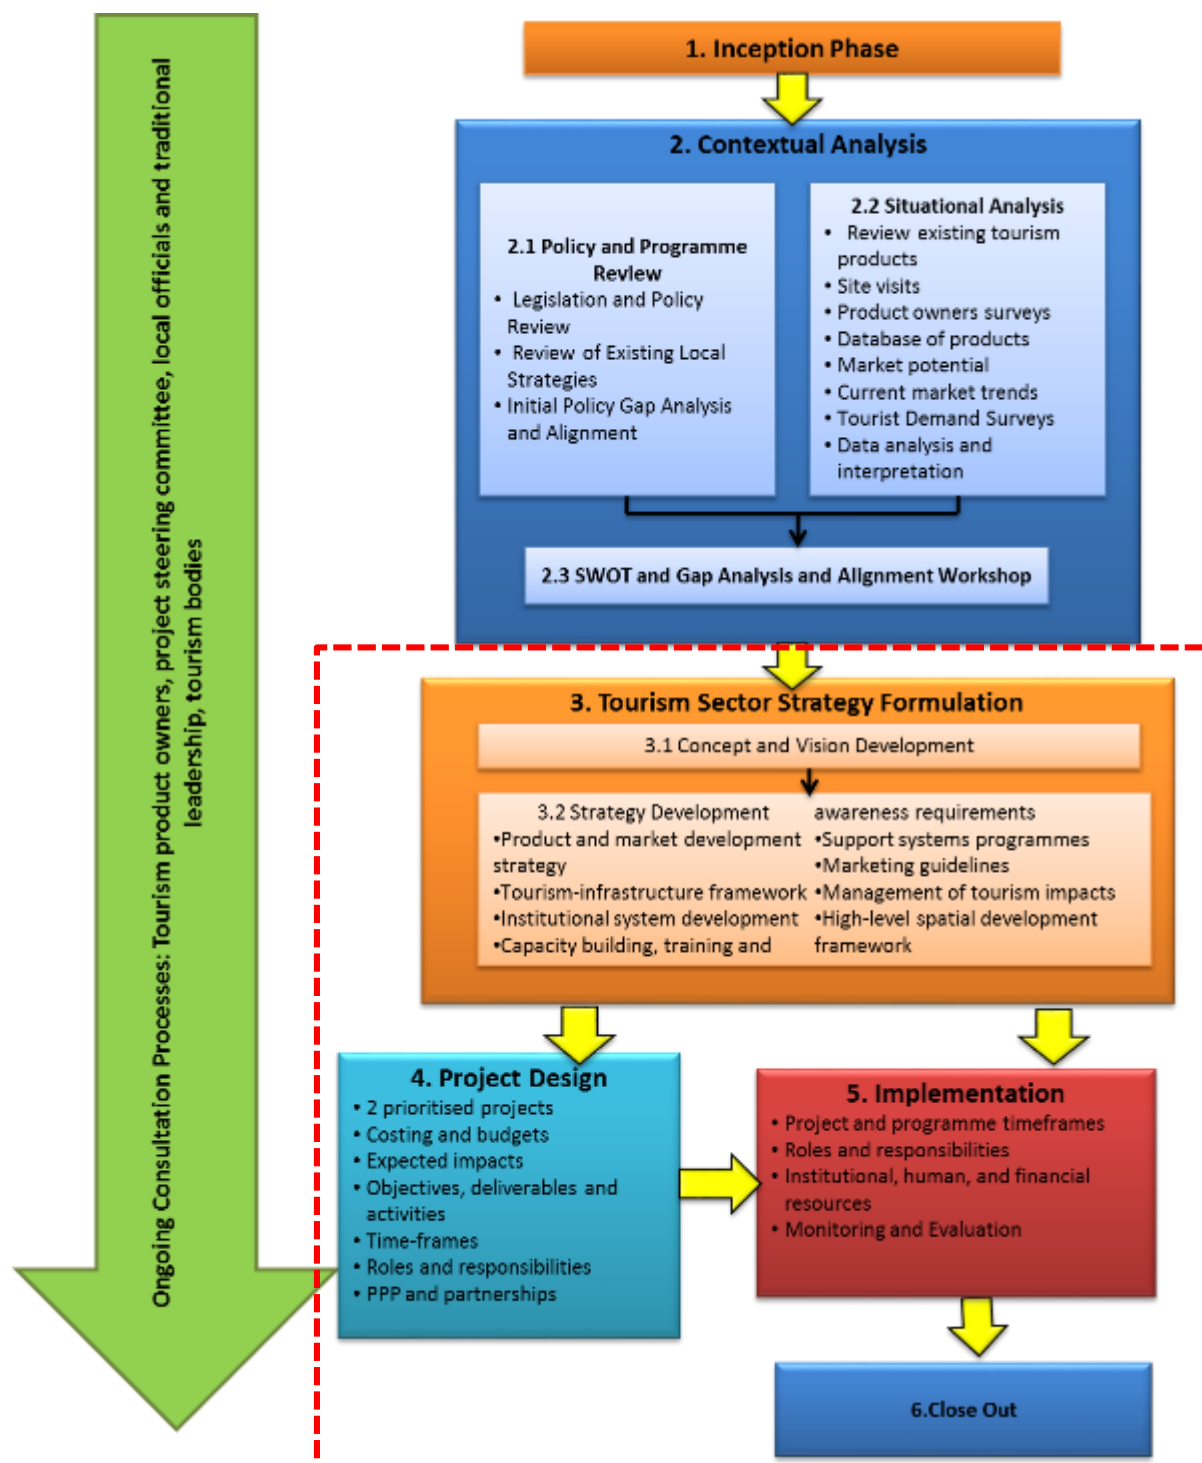 Ongoing Consultation Processes: Tourism product owners, project steering committee, local officials and traditional
leadership, tourism bodies
1. Inception Phase
2. Contextual Analysis
2.1 Policy and Programme
Review
• Legislation and Policy
Review
• Review of Existing Local
Strategies
• Initial Policy Gap Analysis
and Alignment
2.2 Situational Analysis
• Review existing tourism
products
• Site visits
• Product owners surveys
• Database of products
• Market potential
• Current market trends
• Tourist Demand Surveys
• Data analysis and
interpretation
2.3 SWOT and Gap Analysis and Alignment Workshop
3. Tourism Sector Strategy Formulation
3.1 Concept and Vision Development
3.2 Strategy Development
•Product and market development
strategy
•Tourism-infrastructure framework
•Institutional system development
•Capacity building, training and
awareness requirements
•Support systems programmes
•Marketing guidelines
•Management of tourism impacts
•High-level spatial development
framework
4. Project Design
• 2 prioritised projects
• Costing and budgets
• Expected impacts
• Objectives, deliverables and
activities
• Time-frames
• Roles and responsibilities
• PPP and partnerships
5. Implementation
• Project and programme timeframes
• Roles and responsibilities
• Institutional, human, and financial
resources
• Monitoring and Evaluation
6.Close Out